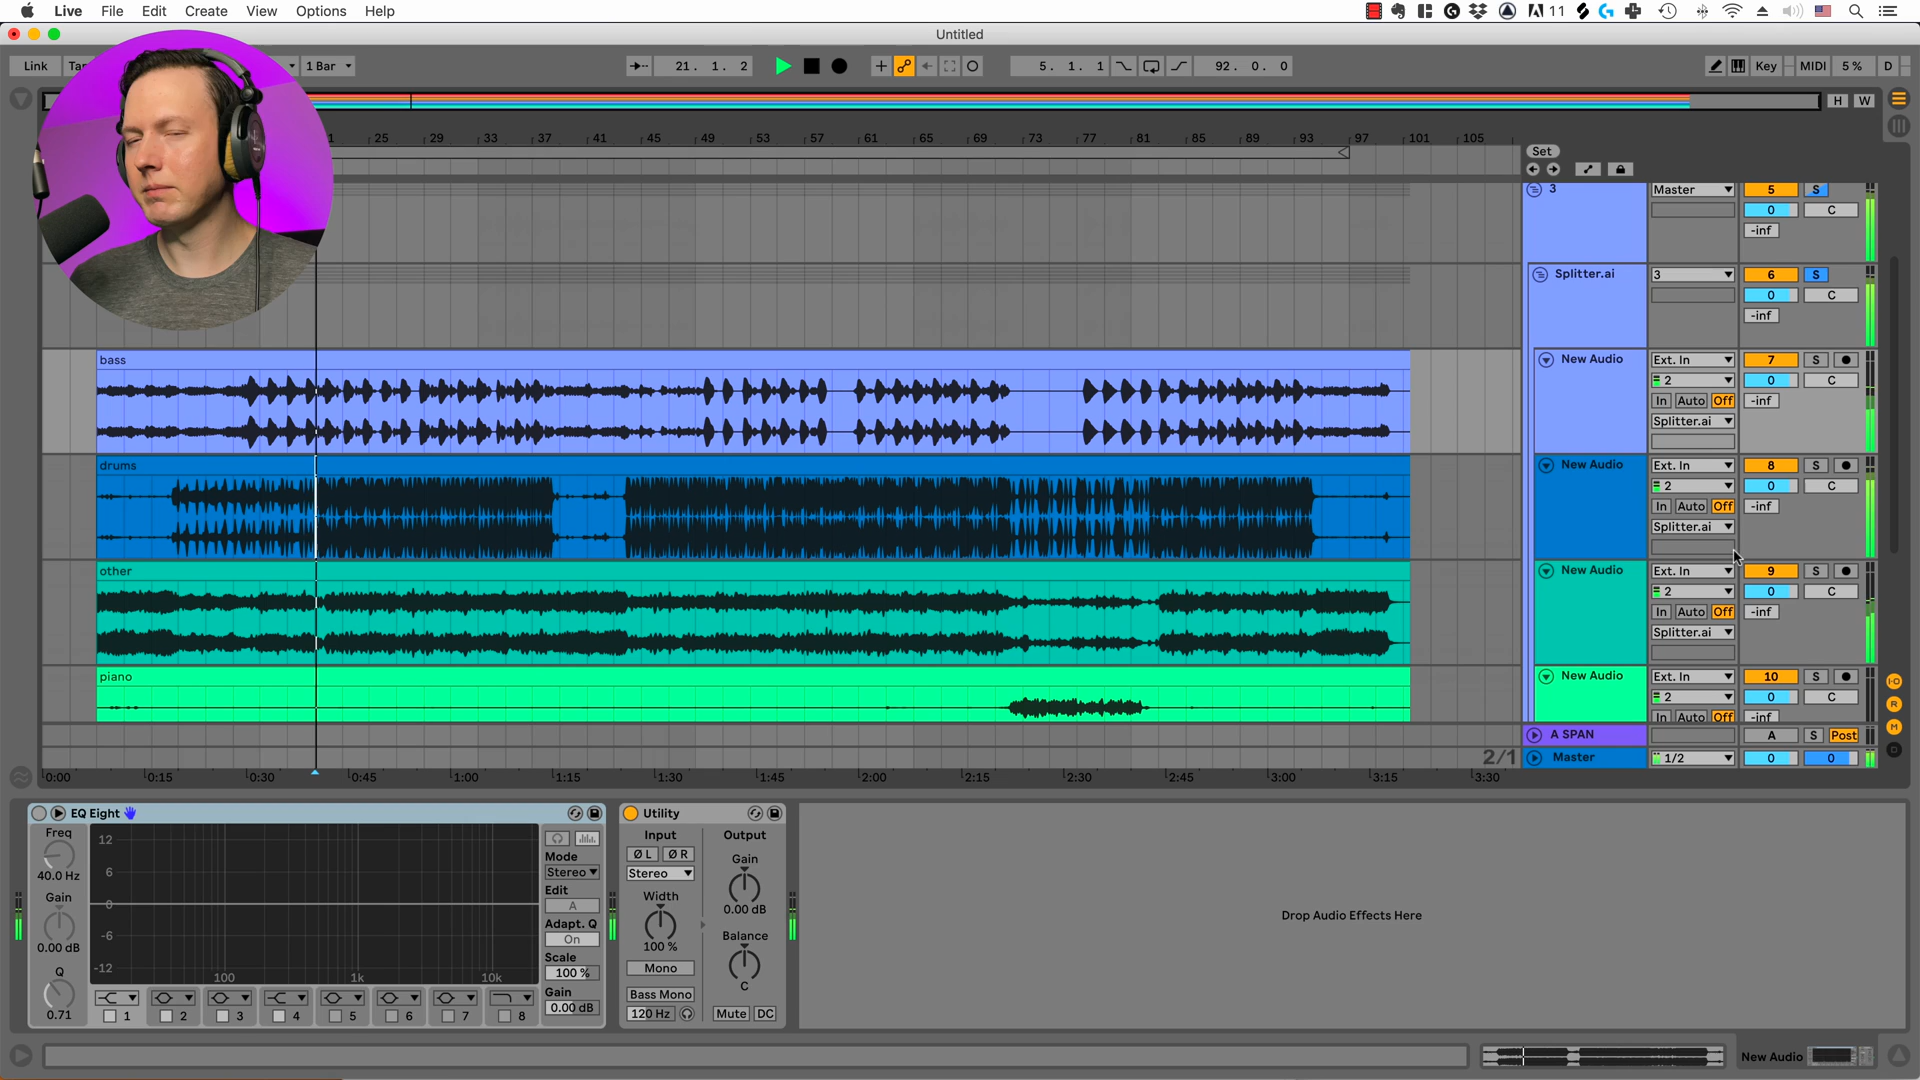 Live File Edit Create View Options Help
11
Untitled
Link Ta 1 Bar 21. 1. 2 5. 1. 1 92. 0. 0 Key MIDI 5 % D
H W
25 29 33 37 41 45 49 53 57 61 65 69 73 77 81 85 89 93 97 101 105
Set
3 Master 5 S
0 C
-inf
Splitter.ai 3 6 S
0 C
-inf
bass New Audio Ext. In 7 S
2 0 C
In Auto Off -inf
Splitter.ai
drums New Audio Ext. In 8 S
2 0 C
In Auto Off -inf
Splitter.ai
other New Audio Ext. In 9 S
2 0 C
In Auto Off -inf
Splitter.ai
piano New Audio Ext. In 10 S
2 0 C
In Auto Off -inf
I-O
R
M
D
A SPAN A S Post
2/1 Master 1/2 0 0
0:00 0:15 0:30 0:45 1:00 1:15 1:30 1:45 2:00 2:15 2:30 2:45 3:00 3:15 3:30
EQ Eight
Freq
40.0 Hz
Gain
0.00 dB
Q
0.71
12
6
0
-6
-12
100 1k 10k
1 2 3 4 5 6 7 8
Mode
Stereo
Edit
A
Adapt. Q
On
Scale
100 %
Gain
0.00 dB
Utility
Input
Ø L Ø R
Stereo
Width
100 %
Mono
Bass Mono
120 Hz
Output
Gain
0.00 dB
Balance
C
Mute DC
Drop Audio Effects Here
New Audio